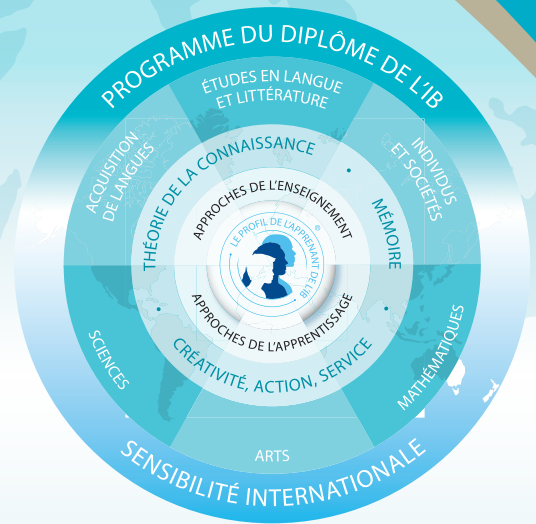 PROGRAMME DU DIPLÔME DE L'IB
ÉTUDES EN LANGUE
ET LITTÉRATURE
ACQUISITION
DE LANGUES
INDIVIDUS
ET SOCIÉTÉS
THÉORIE DE LA CONNAISSANCE
MÉMOIRE
APPROCHES DE L'ENSEIGNEMENT
LE PROFIL DE L'APPRENANT DE L'IB
®
APPROCHES DE L'APPRENTISSAGE
CRÉATIVITÉ, ACTION, SERVICE
SCIENCES
MATHÉMATIQUES
ARTS
SENSIBILITÉ INTERNATIONALE